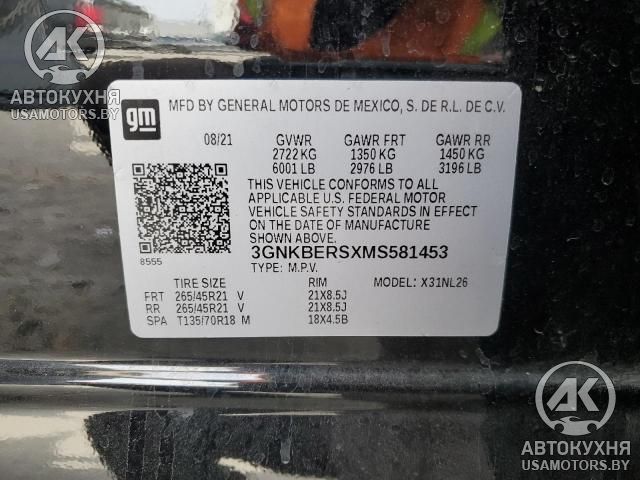 АВТОКУХНЯ
USAMOTORS.BY
gm
MFD BY GENERAL MOTORS DE MEXICO, S. DE R.L. DE C.V.
08/21 GVWR GAWR FRT GAWR RR
2722 KG 1350 KG 1450 KG
6001 LB 2976 LB 3196 LB
THIS VEHICLE CONFORMS TO ALL
APPLICABLE U.S. FEDERAL MOTOR
VEHICLE SAFETY STANDARDS IN EFFECT
ON THE DATE OF MANUFACTURE
SHOWN ABOVE.
8555
3GNKBERSXMS581453
TYPE: M.P.V. MODEL: X31NL26
TIRE SIZE RIM
FRT 265/45R21 V 21X8.5J
RR 265/45R21 V 21X8.5J
SPA T135/70R18 M 18X4.5B
АК
АВТОКУХНЯ
USAMOTORS.BY